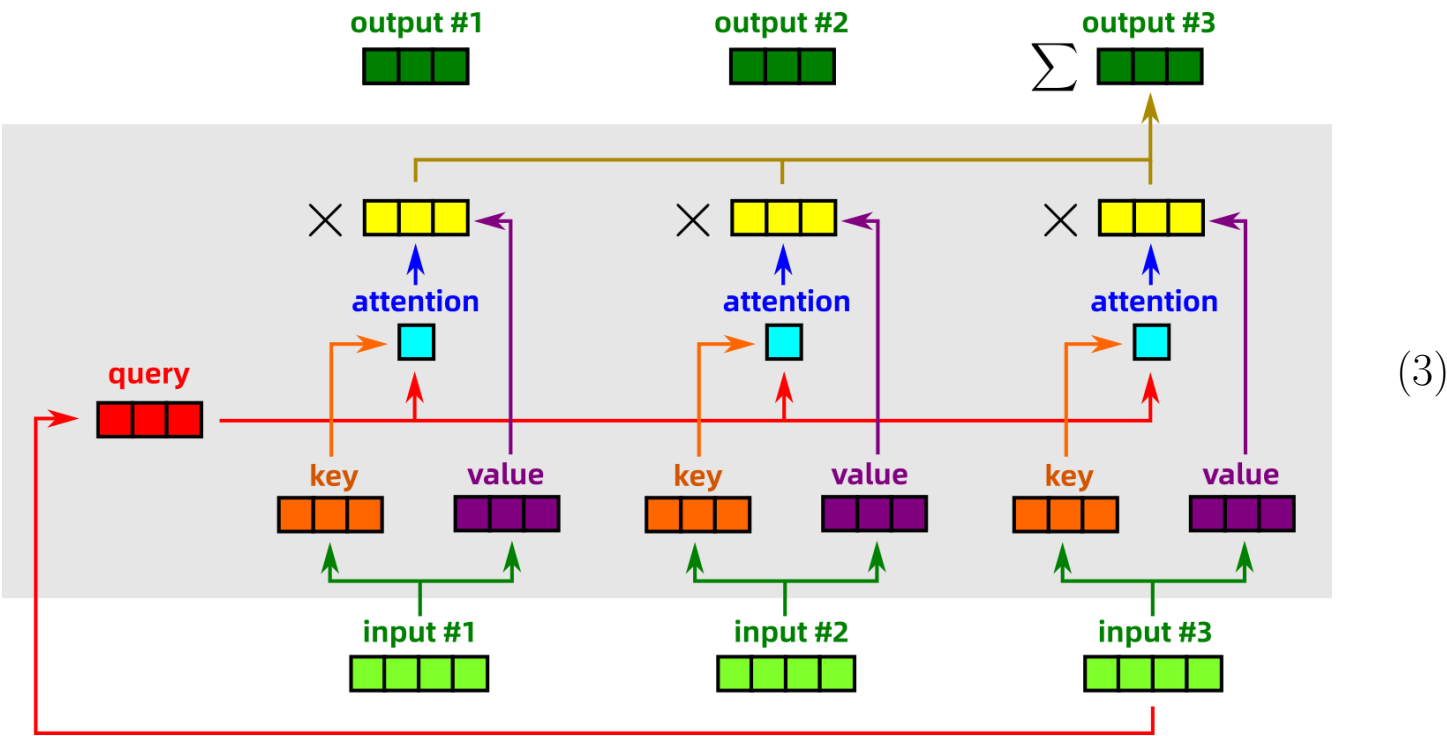 output #1 output #2 output #3
∑
× × ×
attention attention attention
query
(3)
key value key value key value
input #1 input #2 input #3